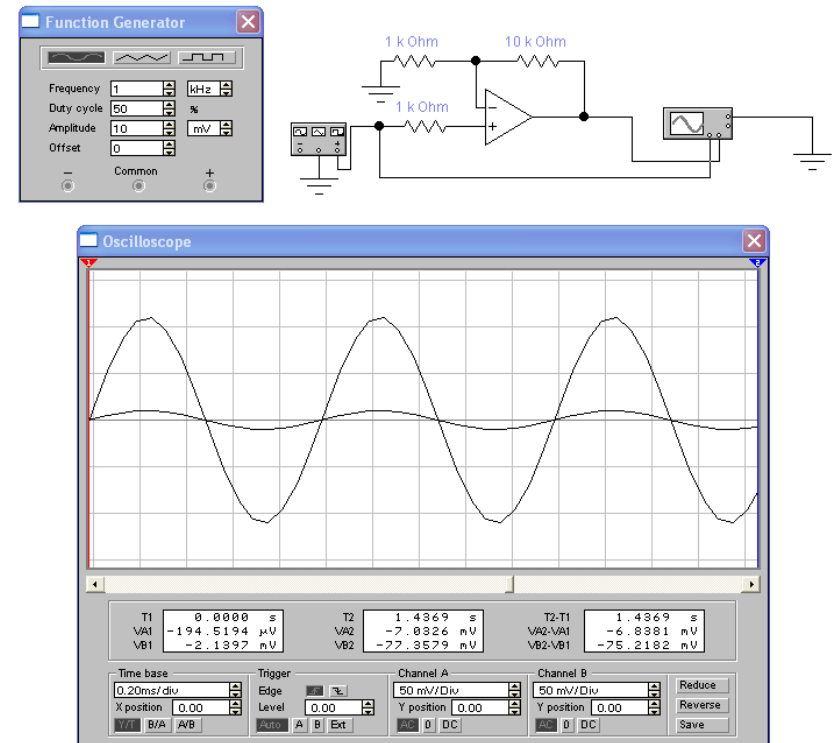 Function Generator
Frequency 1 kHz
Duty cycle 50 %
Amplitude 10 mV
Offset 0
− Common +
1 k Ohm 10 k Ohm
1 k Ohm
Oscilloscope
1 2
T1 0.0000 s T2 1.4369 s T2-T1 1.4369 s
VA1 -194.5194 µV VA2 -7.0326 mV VA2-VA1 -6.8381 mV
VB1 -2.1397 mV VB2 -77.3579 mV VB2-VB1 -75.2182 mV
Time base Trigger Channel A Channel B
0.20ms/div Edge 50 mV/Div 50 mV/Div Reduce
X position 0.00 Level 0.00 Y position 0.00 Y position 0.00 Reverse
Y/T B/A A/B Auto A B Ext AC 0 DC AC 0 DC Save